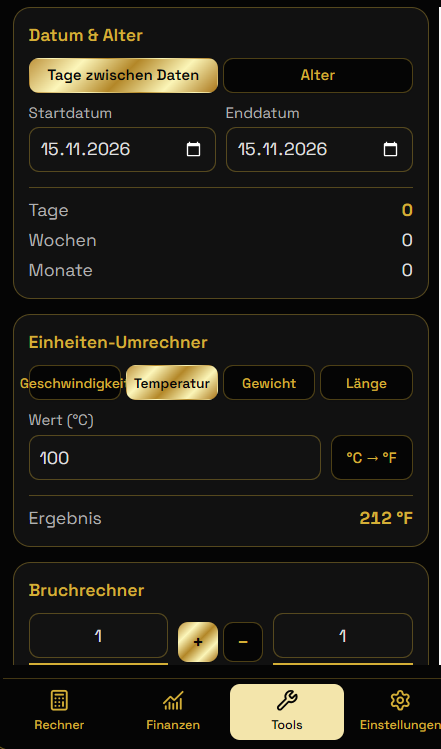 Datum & Alter
Tage zwischen Daten Alter
Startdatum Enddatum
15.11.2026 15.11.2026
Tage 0
Wochen 0
Monate 0
Einheiten-Umrechner
Geschwindigkeit Temperatur Gewicht Länge
Wert (°C)
100 °C → °F
Ergebnis 212 °F
Bruchrechner
1 + − 1
Rechner Finanzen Tools Einstellungen